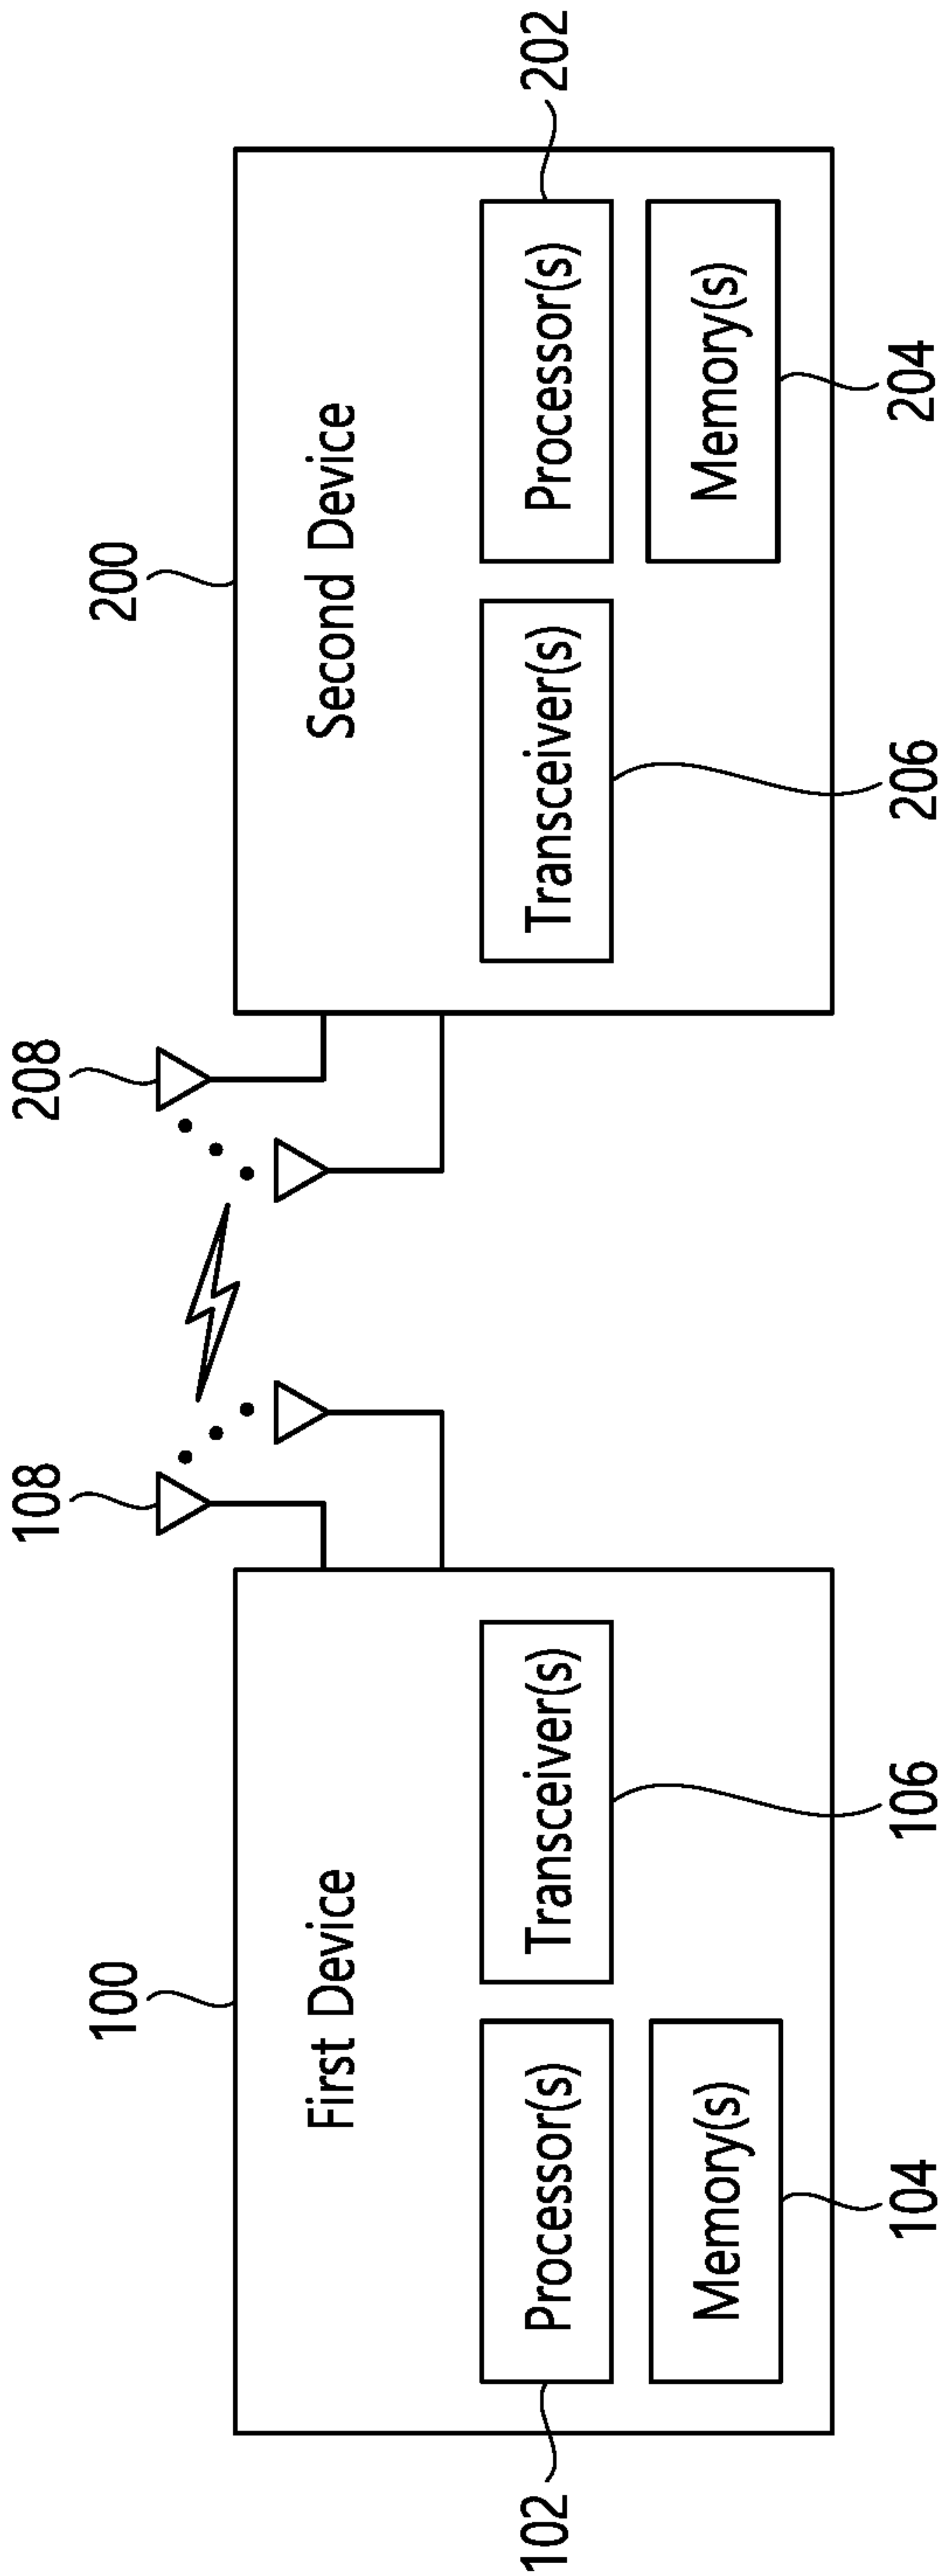 100
108
208
200
First Device
Second Device
102
Processor(s)
Transceiver(s)
Transceiver(s)
Processor(s)
202
Memory(s)
Memory(s)
104
106
206
204